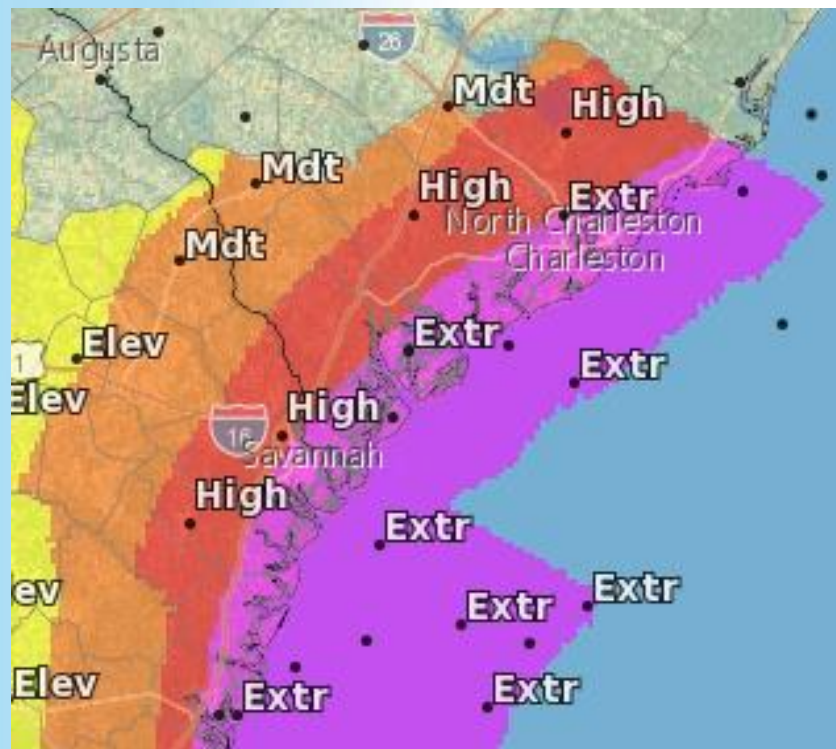 Augusta
26
Mdt
High
Mdt
High
Extr
North Charleston
Charleston
Mdt
Extr
Elev
1
Extr
Elev
High
16
Savannah
High
Extr
Extr
ev
Extr
Elev
Extr
Extr